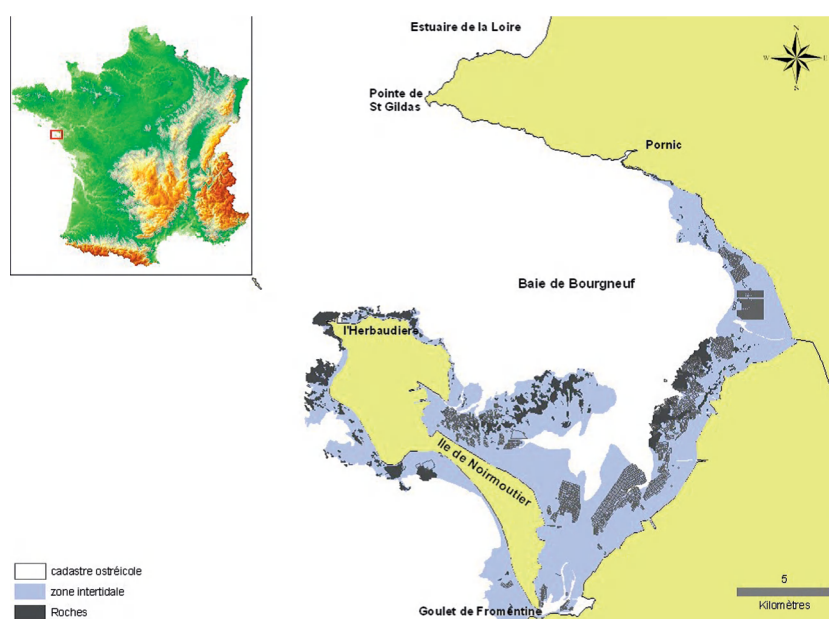 Estuaire de la Loire
N
W
E
Pointe de
St Gildas
Pornic
Baie de Bourgneuf
l'Herbaudiere
Ile de Noirmoutier
cadastre ostréicole
zone intertidale
Roches
Goulet de Fromentine
5
Kilomètres